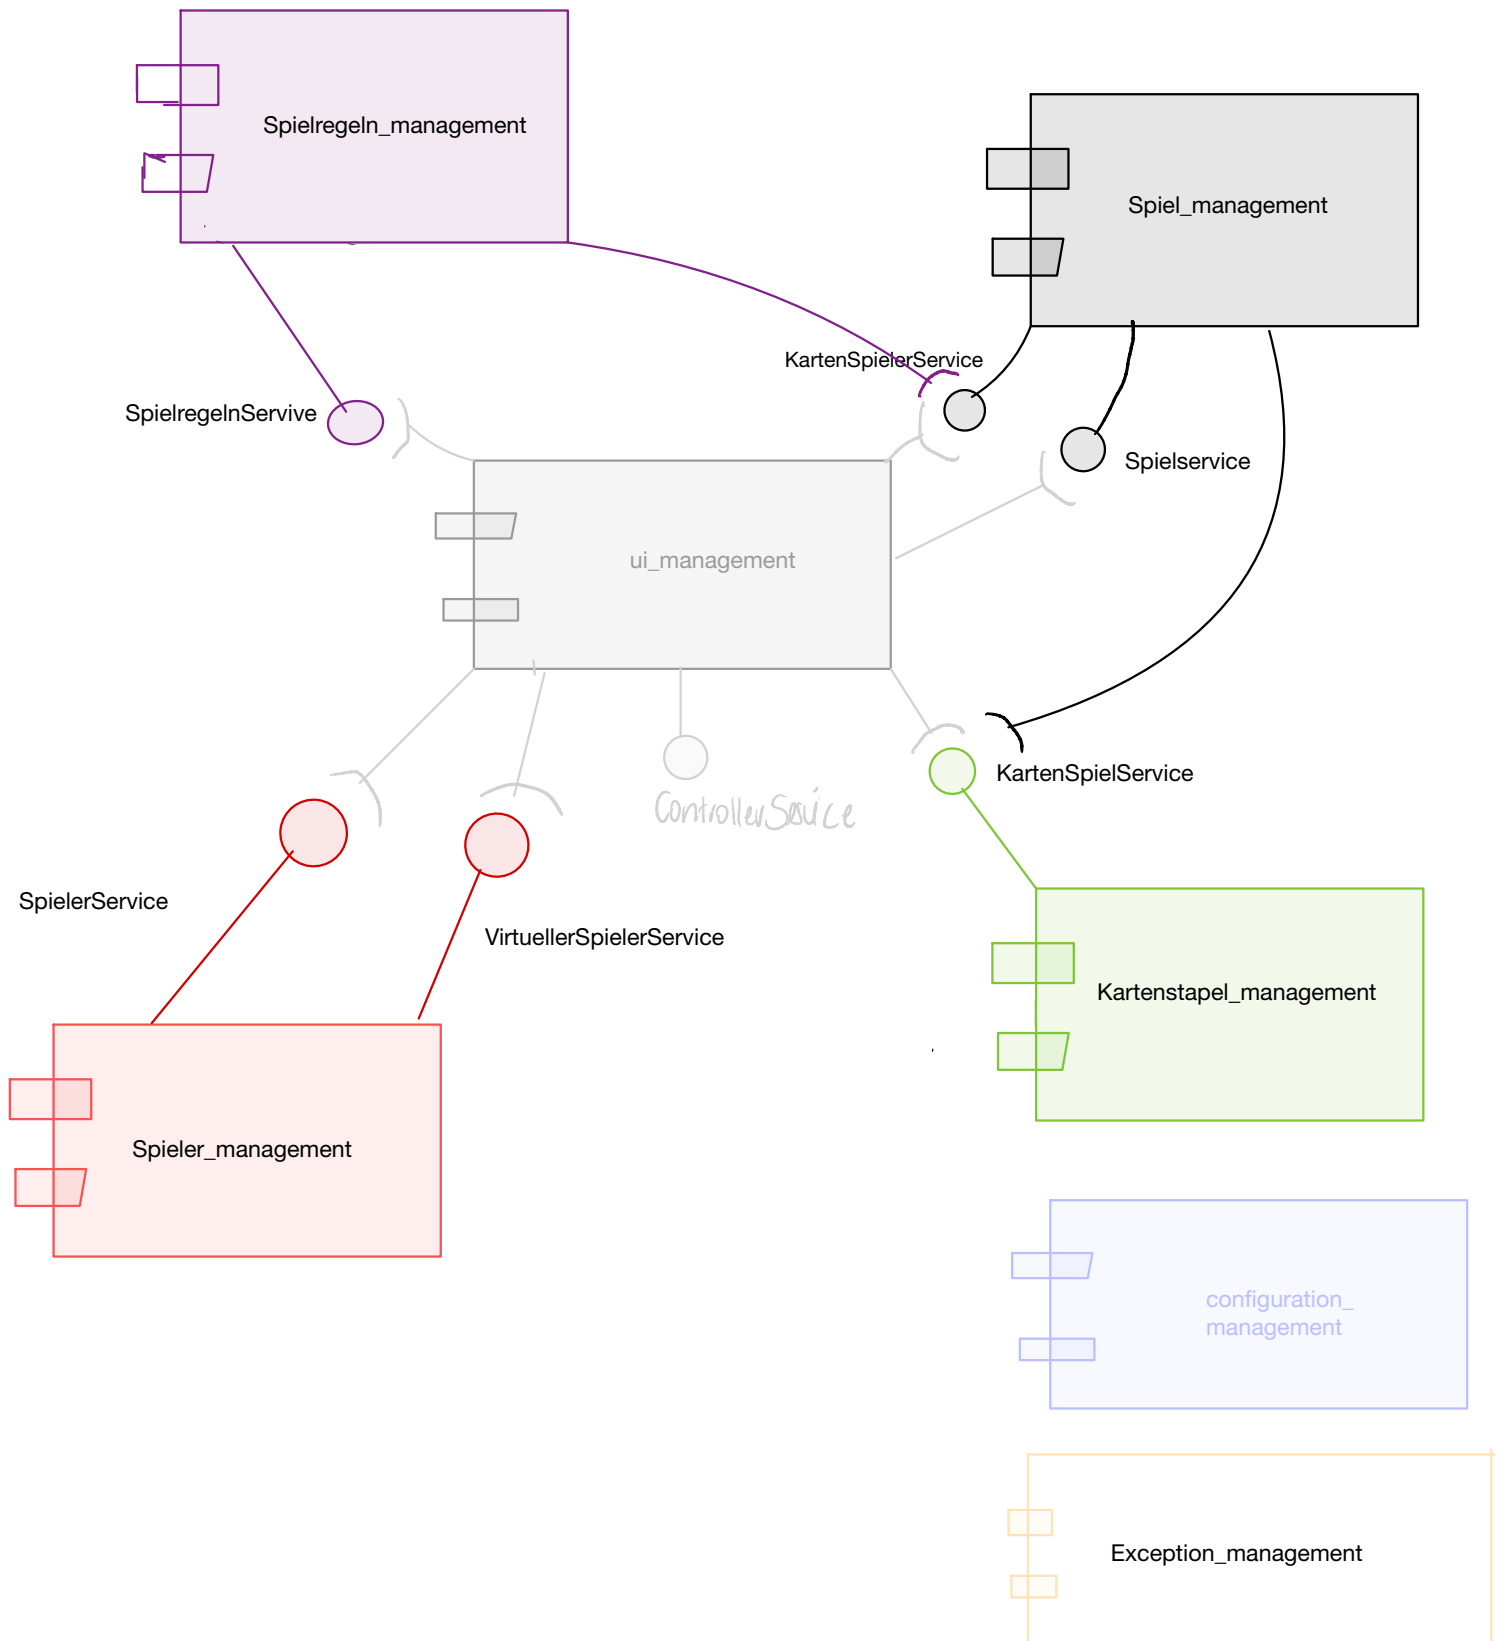 Spielregeln_management
Spiel_management
KartenSpielerService
SpielregelnServive
Spielservice
ui_management
KartenSpielService
ControllerService
SpielerService
VirtuellerSpielerService
Kartenstapel_management
Spieler_management
configuration_
management
Exception_management